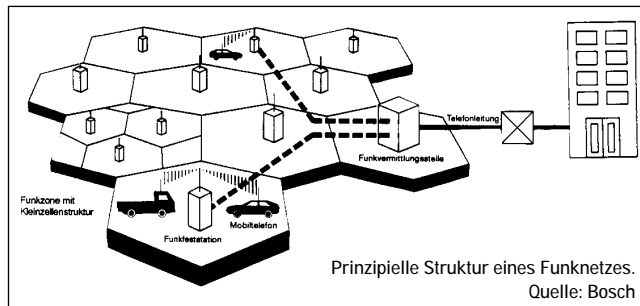 Telefonleitung
Funkvermittlungsstelle
Funkzone mit
Kleinzellenstruktur
Mobiltelefon
Funkfeststation
Prinzipielle Struktur eines Funknetzes.
Quelle: Bosch